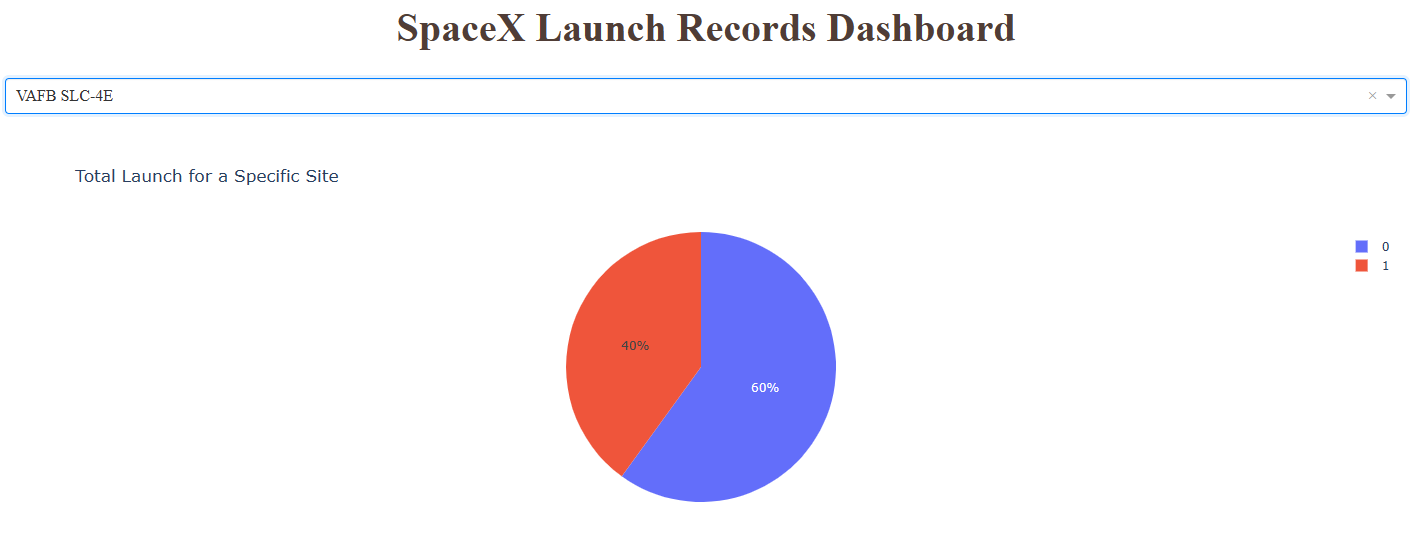 SpaceX Launch Records Dashboard
VAFB SLC-4E
×
Total Launch for a Specific Site
0
1
40%
60%